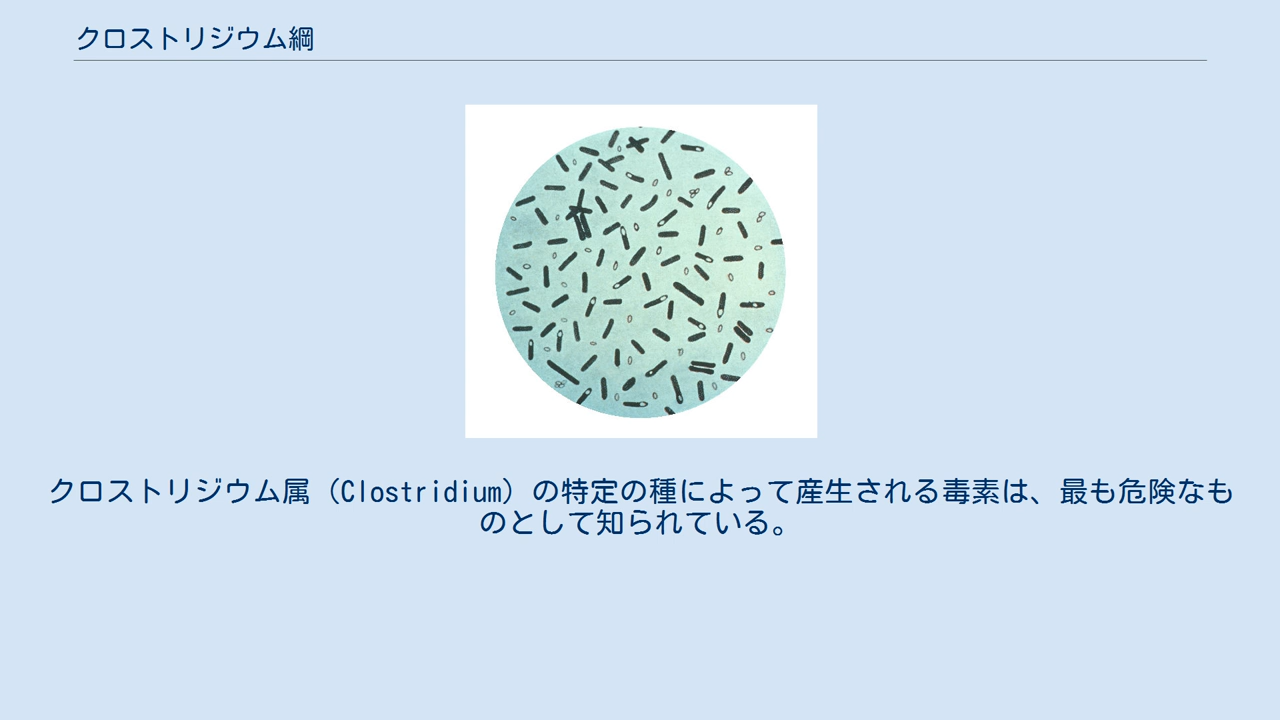 クロストリジウム綱
クロストリジウム属（Clostridium）の特定の種によって産生される毒素は、最も危険なも
のとして知られている。